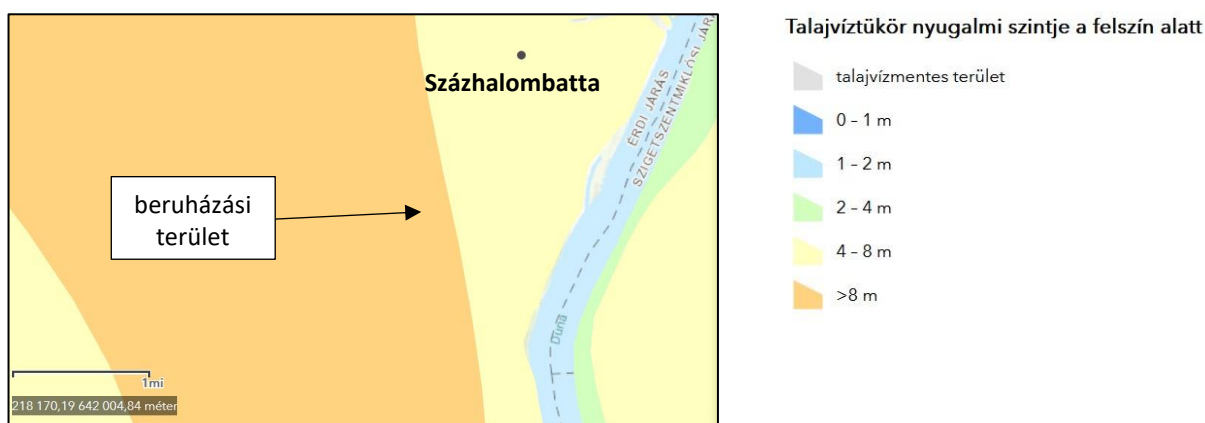 Százhalombatta
ÉRDI JÁRÁS
SZIGETSZENTMIKLÓSI JÁRÁS
beruházási
terület
Duna
1mi
218 170,19 642 004,84 méter
Talajvíztükör nyugalmi szintje a felszín alatt
talajvízmentes terület
0 - 1 m
1 - 2 m
2 - 4 m
4 - 8 m
>8 m